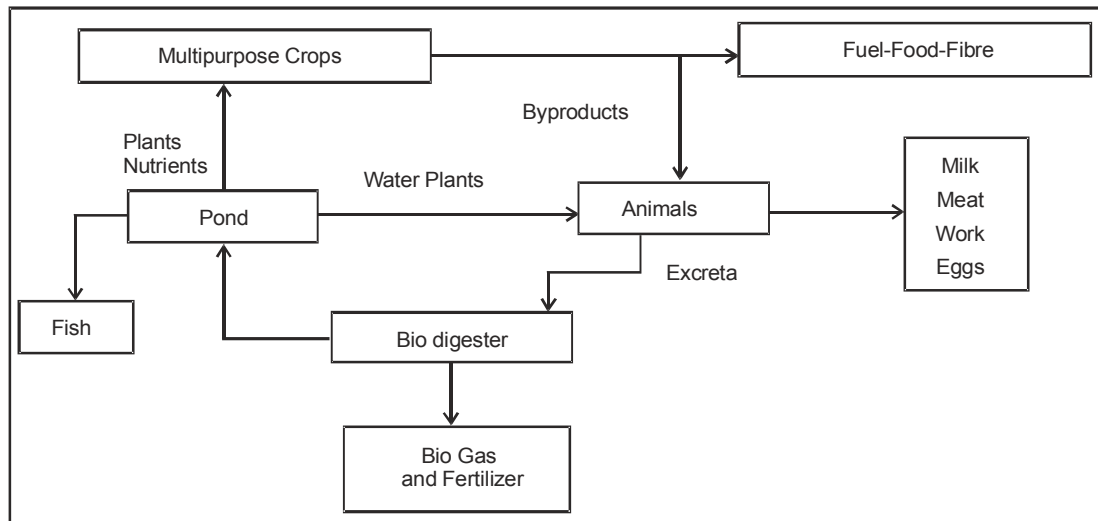 Multipurpose Crops
Fuel-Food-Fibre
Byproducts
Plants
Nutrients
Water Plants
Milk
Meat
Work
Eggs
Pond
Animals
Excreta
Fish
Bio digester
Bio Gas
and Fertilizer